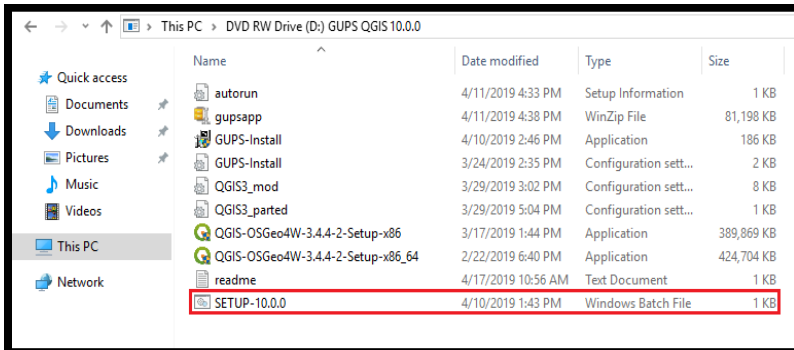 This PC > DVD RW Drive (D:) GUPS QGIS 10.0.0
Name Date modified Type Size
Quick access
Documents
Downloads
Pictures
Music
Videos
This PC
Network
autorun 4/11/2019 4:33 PM Setup Information 1 KB
gupsapp 4/11/2019 4:38 PM WinZip File 81,198 KB
GUPS-Install 4/10/2019 2:46 PM Application 186 KB
GUPS-Install 3/24/2019 2:35 PM Configuration sett... 2 KB
QGIS3_mod 3/29/2019 3:02 PM Configuration sett... 8 KB
QGIS3_parted 3/29/2019 5:04 PM Configuration sett... 1 KB
QGIS-OSGeo4W-3.4.4-2-Setup-x86 3/17/2019 1:44 PM Application 389,869 KB
QGIS-OSGeo4W-3.4.4-2-Setup-x86_64 2/22/2019 6:40 PM Application 424,704 KB
readme 4/17/2019 10:56 AM Text Document 1 KB
SETUP-10.0.0 4/10/2019 1:43 PM Windows Batch File 1 KB